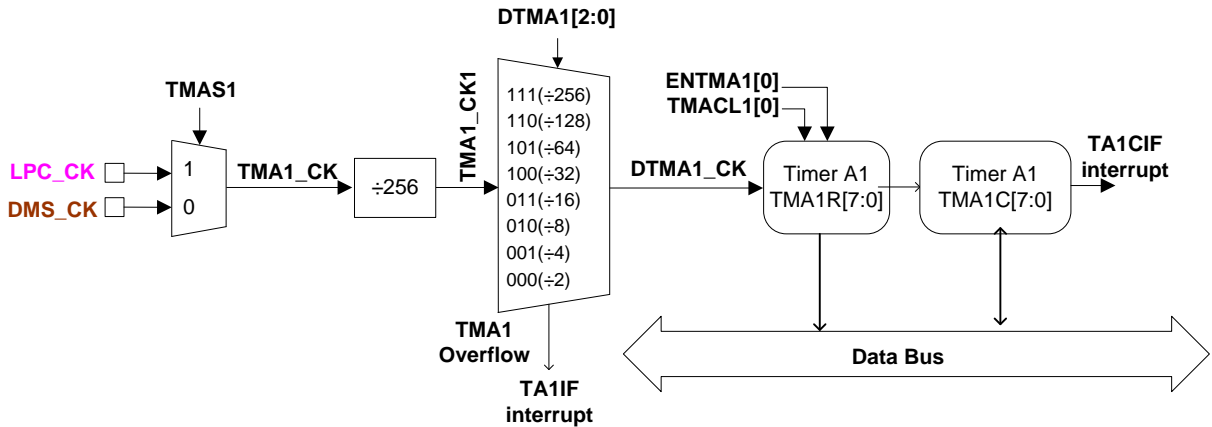 DTMA1[2:0]
TMAS1
LPC_CK
1
DMS_CK
0
TMA1_CK
÷256
TMA1_CK1
111(÷256)
110(÷128)
101(÷64)
100(÷32)
011(÷16)
010(÷8)
001(÷4)
000(÷2)
TMA1
Overflow
TA1IF
interrupt
DTMA1_CK
ENTMA1[0]
TMACL1[0]
Timer A1
TMA1R[7:0]
Timer A1
TMA1C[7:0]
TA1CIF
interrupt
Data Bus